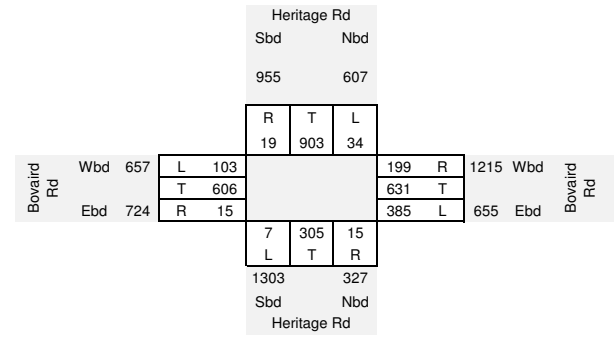 Heritage Rd
Sbd Nbd
955 607
R T L
19 903 34
Bovaird Rd Wbd 657 L 103 199 R 1215 Wbd Bovaird Rd
T 606 631 T
Ebd 724 R 15 385 L 655 Ebd
7 305 15
L T R
1303 327
Sbd Nbd
Heritage Rd